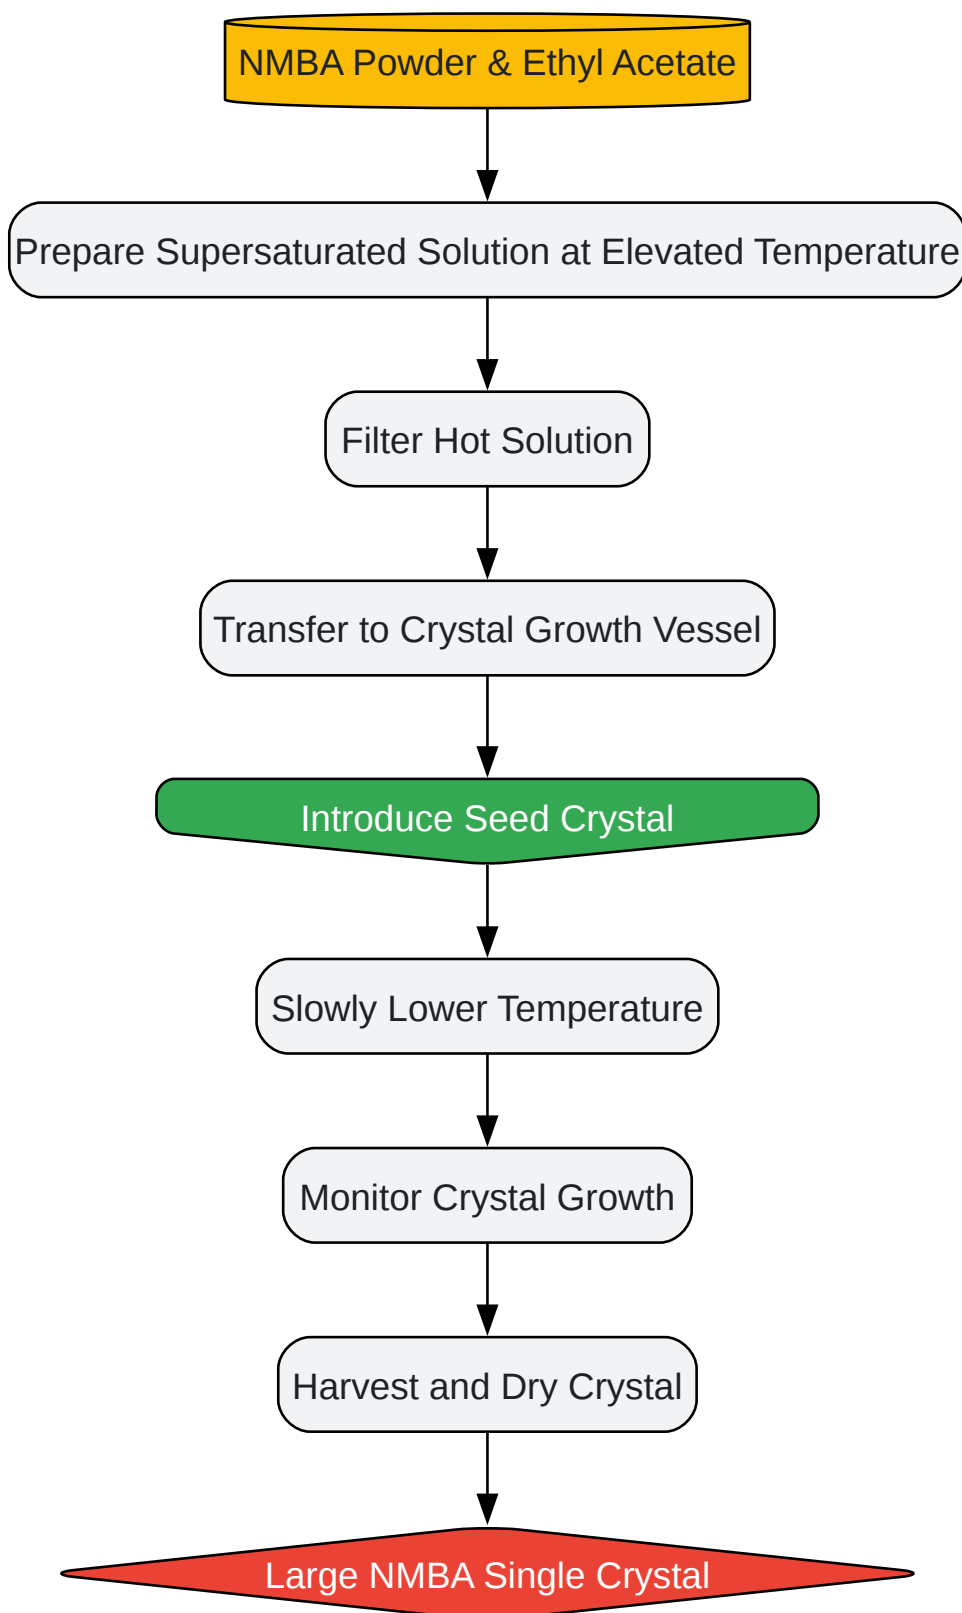 NMBA Powder & Ethyl Acetate
Prepare Supersaturated Solution at Elevated Temperature
Filter Hot Solution
Transfer to Crystal Growth Vessel
Introduce Seed Crystal
Slowly Lower Temperature
Monitor Crystal Growth
Harvest and Dry Crystal
Large NMBA Single Crystal